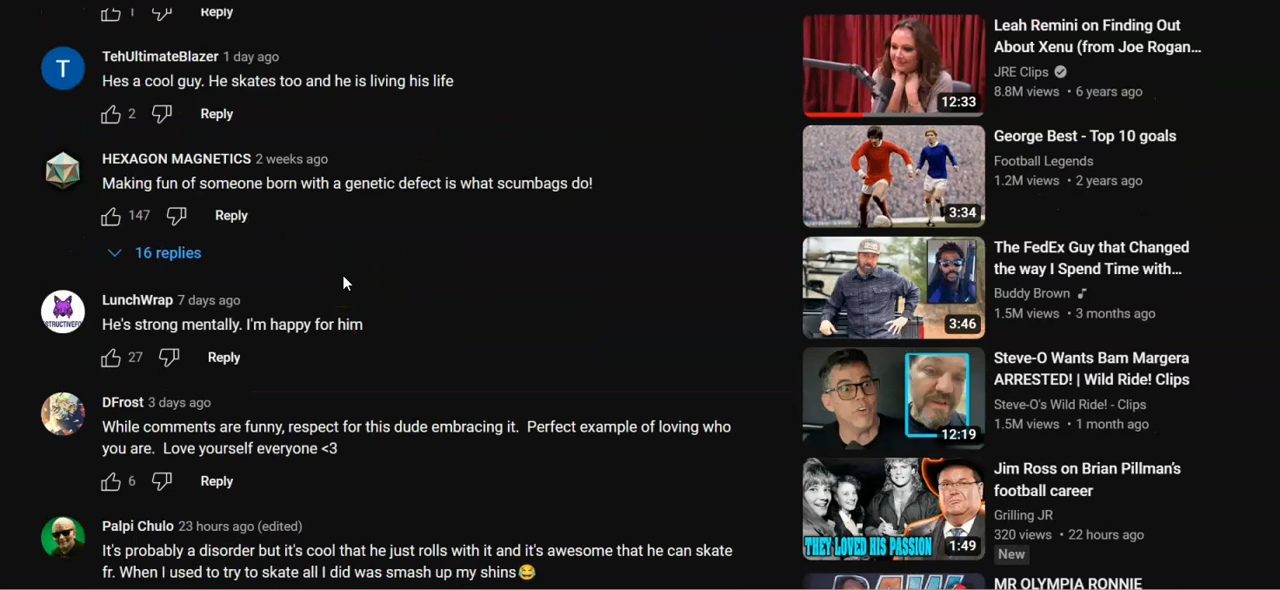 1 Reply
TehUltimateBlazer 1 day ago
Hes a cool guy. He skates too and he is living his life
2 Reply
HEXAGON MAGNETICS 2 weeks ago
Making fun of someone born with a genetic defect is what scumbags do!
147 Reply
16 replies
LunchWrap 7 days ago
He's strong mentally. I'm happy for him
27 Reply
DFrost 3 days ago
While comments are funny, respect for this dude embracing it. Perfect example of loving who
you are. Love yourself everyone <3
6 Reply
Palpi Chulo 23 hours ago (edited)
It's probably a disorder but it's cool that he just rolls with it and it's awesome that he can skate
fr. When I used to try to skate all I did was smash up my shins😂
T
12:33
Leah Remini on Finding Out
About Xenu (from Joe Rogan...
JRE Clips
8.8M views • 6 years ago
3:34
George Best - Top 10 goals
Football Legends
1.2M views • 2 years ago
3:46
The FedEx Guy that Changed
the way I Spend Time with...
Buddy Brown ♪
1.5M views • 3 months ago
12:19
Steve-O Wants Bam Margera
ARRESTED! | Wild Ride! Clips
Steve-O's Wild Ride! - Clips
1.5M views • 1 month ago
THEY LOVED HIS PASSION
1:49
Jim Ross on Brian Pillman's
football career
Grilling JR
320 views • 22 hours ago
New
MR OLYMPIA RONNIE